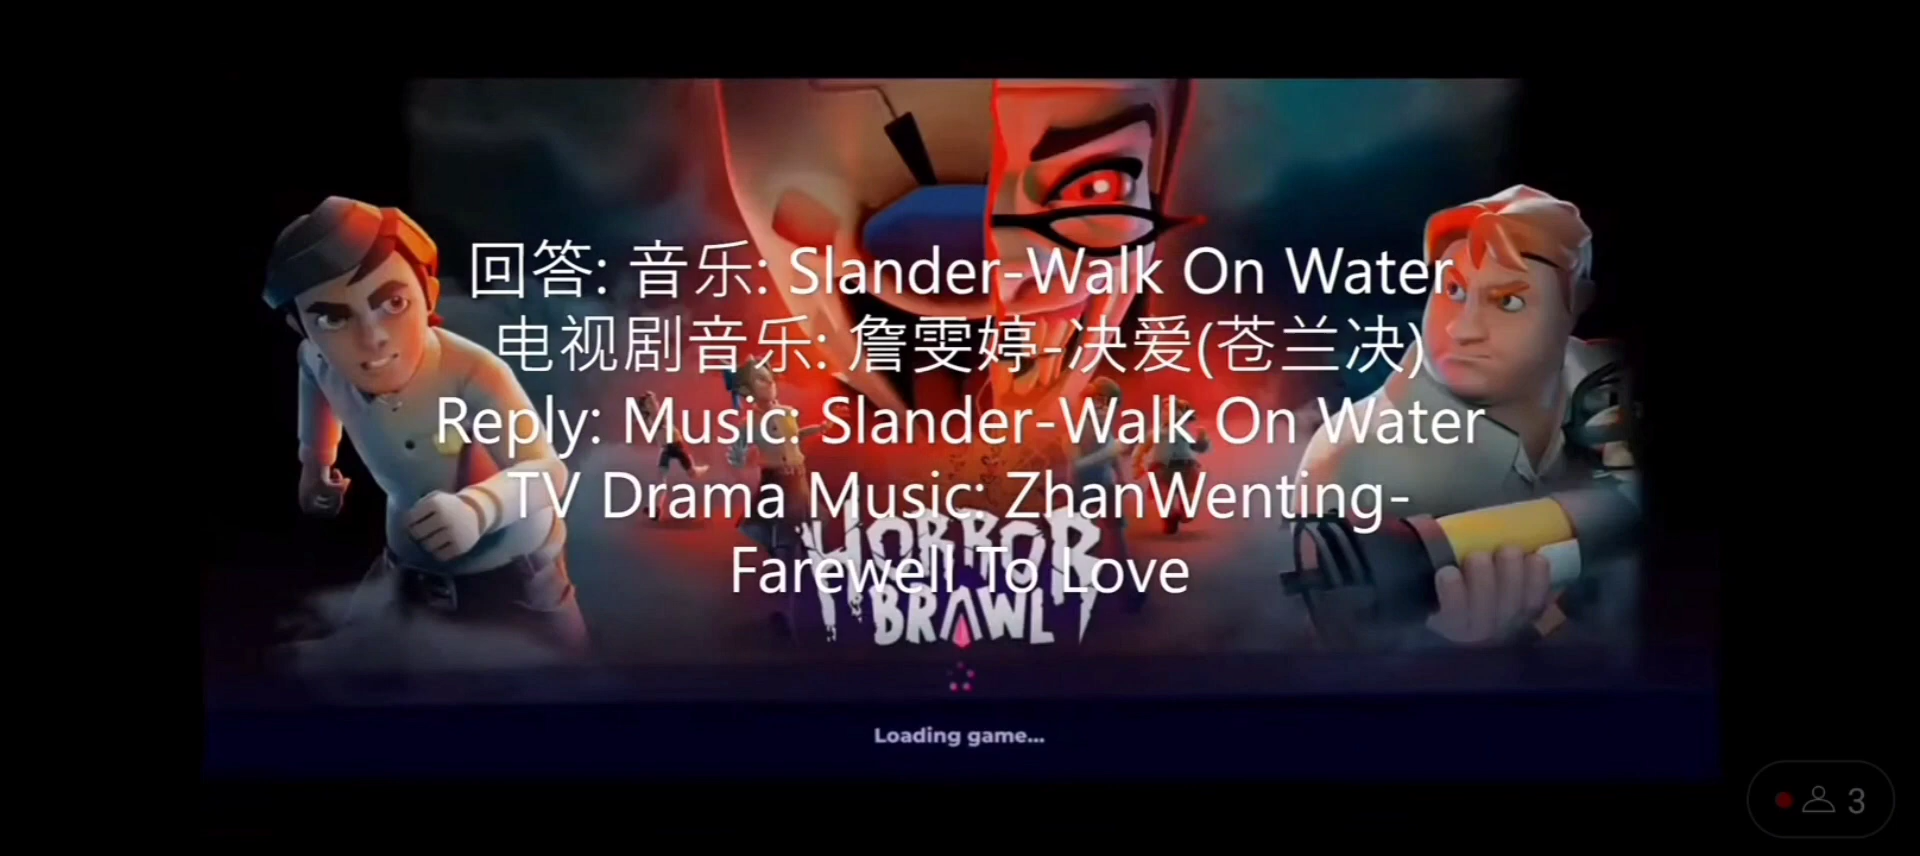 回答: 音乐: Slander-Walk On Water
电视剧音乐: 詹雯婷-决爱(苍兰决)
Reply: Music: Slander-Walk On Water
TV Drama Music: ZhanWenting-
Farewell To Love
HORROR
BRAWL
Loading game...
3